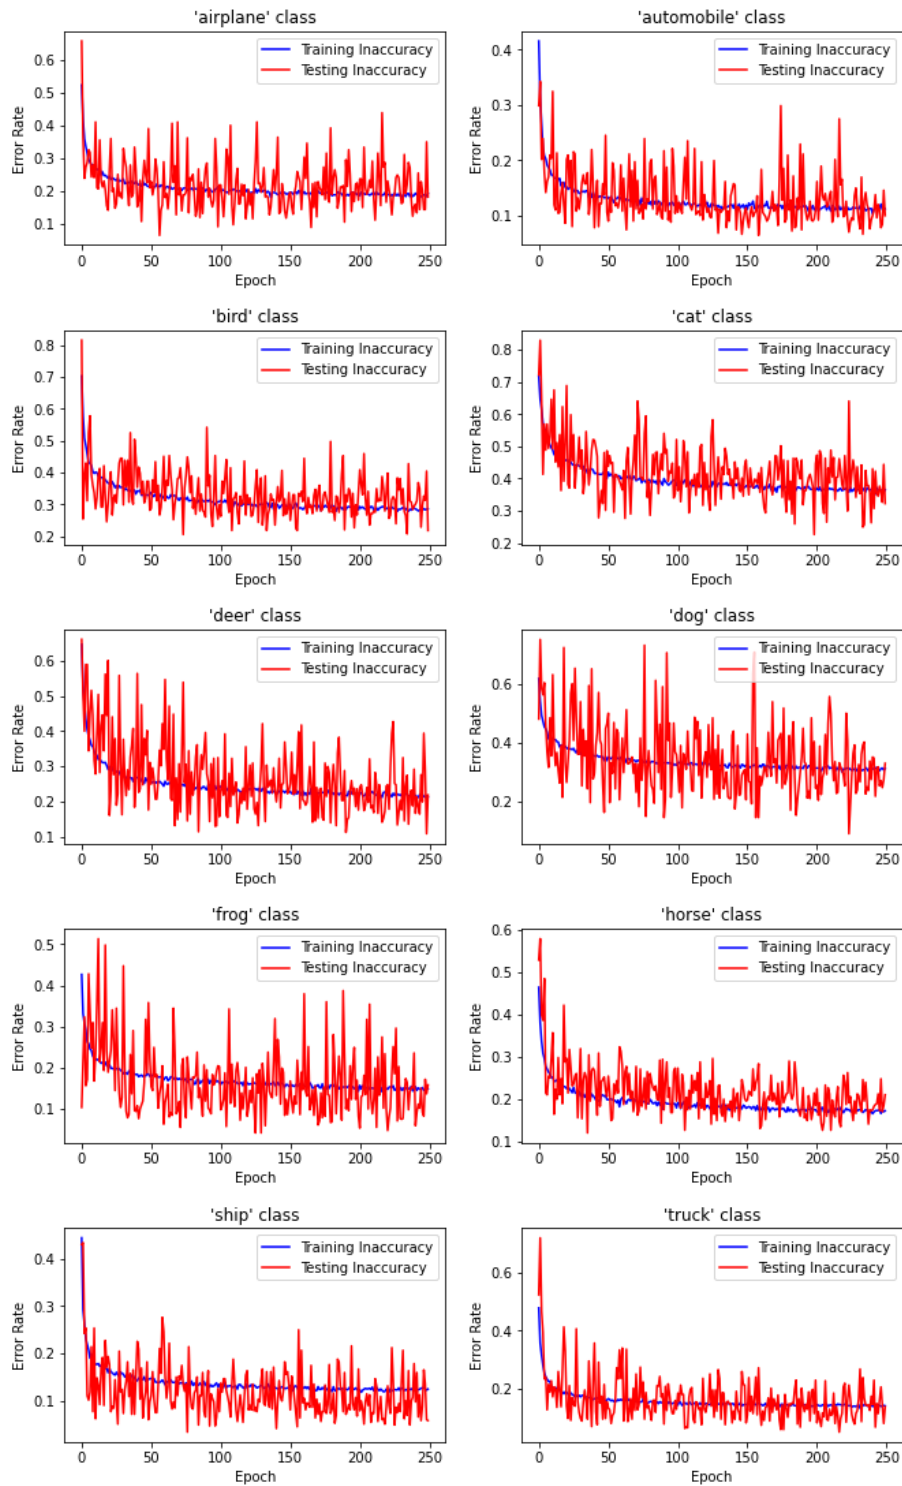 'airplane' class
Training Inaccuracy
Testing Inaccuracy
Error Rate
0.6
0.5
0.4
0.3
0.2
0.1
0 50 100 150 200 250
Epoch
'automobile' class
Training Inaccuracy
Testing Inaccuracy
Error Rate
0.4
0.3
0.2
0.1
0 50 100 150 200 250
Epoch
'bird' class
Training Inaccuracy
Testing Inaccuracy
Error Rate
0.8
0.7
0.6
0.5
0.4
0.3
0.2
0 50 100 150 200 250
Epoch
'cat' class
Training Inaccuracy
Testing Inaccuracy
Error Rate
0.8
0.7
0.6
0.5
0.4
0.3
0.2
0 50 100 150 200 250
Epoch
'deer' class
Training Inaccuracy
Testing Inaccuracy
Error Rate
0.6
0.5
0.4
0.3
0.2
0.1
0 50 100 150 200 250
Epoch
'dog' class
Training Inaccuracy
Testing Inaccuracy
Error Rate
0.6
0.4
0.2
0 50 100 150 200 250
Epoch
'frog' class
Training Inaccuracy
Testing Inaccuracy
Error Rate
0.5
0.4
0.3
0.2
0.1
0 50 100 150 200 250
Epoch
'horse' class
Training Inaccuracy
Testing Inaccuracy
Error Rate
0.6
0.5
0.4
0.3
0.2
0.1
0 50 100 150 200 250
Epoch
'ship' class
Training Inaccuracy
Testing Inaccuracy
Error Rate
0.4
0.3
0.2
0.1
0 50 100 150 200 250
Epoch
'truck' class
Training Inaccuracy
Testing Inaccuracy
Error Rate
0.6
0.4
0.2
0 50 100 150 200 250
Epoch